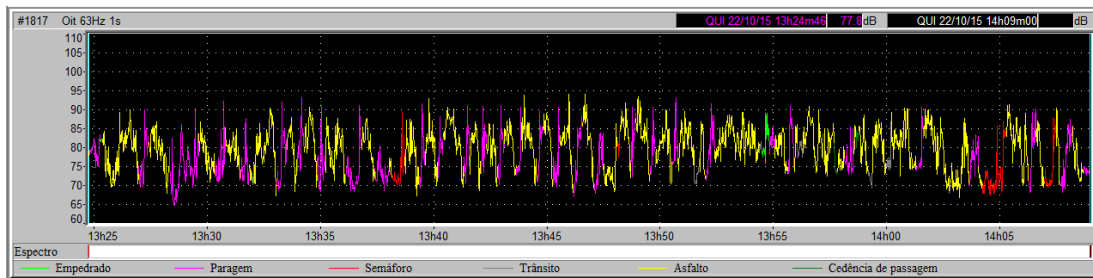 #1817 Oit 63Hz 1s QUI 22/10/15 13h24m46 77.8 dB QUI 22/10/15 14h09m00 dB
110
105
100
95
90
85
80
75
70
65
60
13h25 13h30 13h35 13h40 13h45 13h50 13h55 14h00 14h05
Espectro
Empedrado Paragem Semáforo Trânsito Asfalto Cedência de passagem